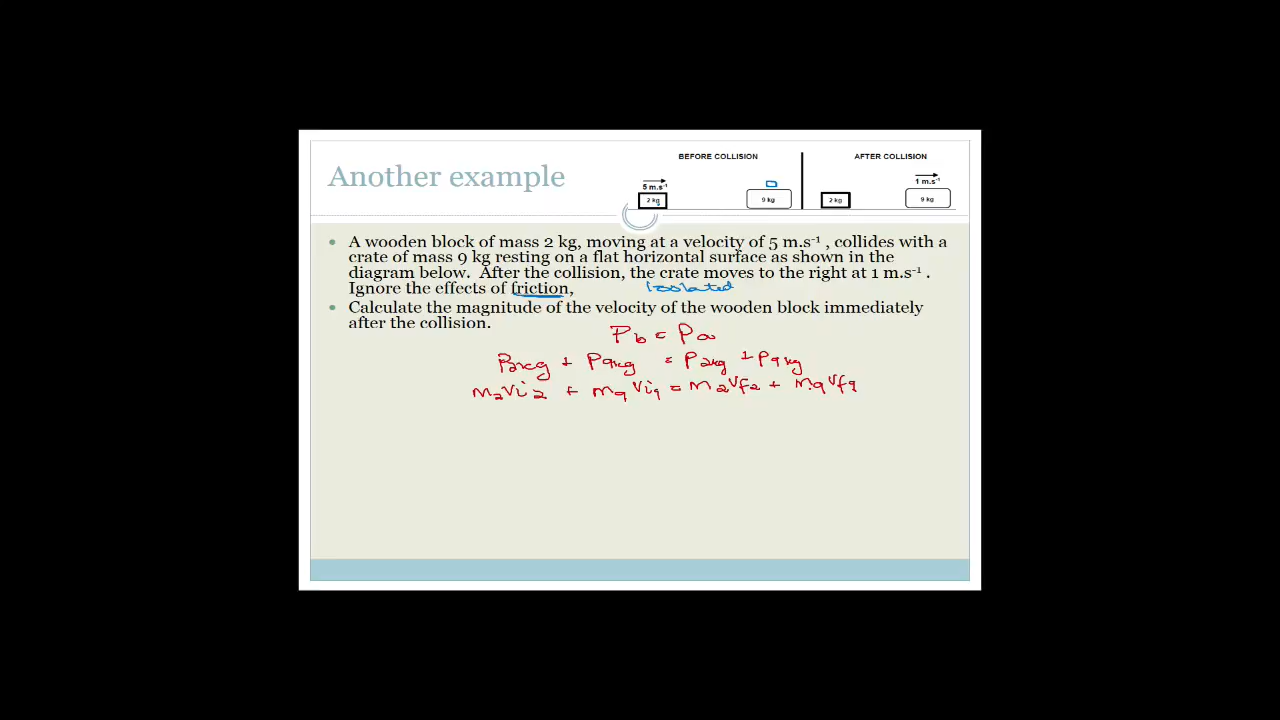 Another example
BEFORE COLLISION
AFTER COLLISION
5 m.s⁻¹
1 m.s⁻¹
2 kg
9 kg
2 kg
9 kg
• A wooden block of mass 2 kg, moving at a velocity of 5 m.s⁻¹ , collides with a
crate of mass 9 kg resting on a flat horizontal surface as shown in the
diagram below. After the collision, the crate moves to the right at 1 m.s⁻¹ .
Ignore the effects of friction, Isolated
• Calculate the magnitude of the velocity of the wooden block immediately
after the collision.
Pb = Pa
P2kg + P9kg = P2kg + P9kg
m2vi2 + m9vi9 = m2vf2 + m9vf9